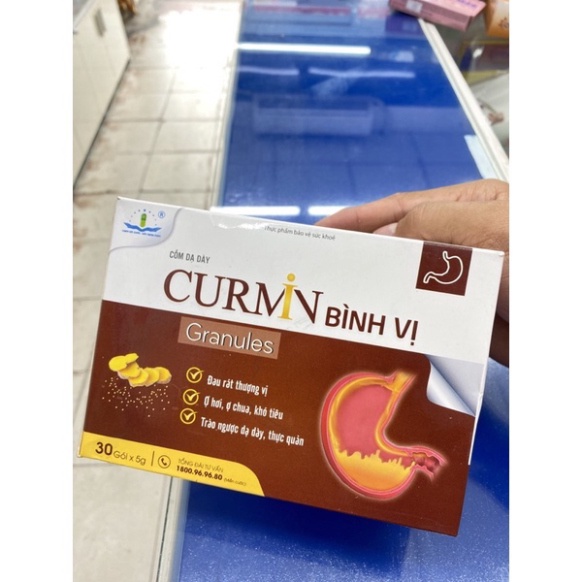 thực phẩm bảo vệ sức khoẻ
CỐM DẠ DÀY
CURMIN BÌNH VỊ
Granules
Đau rát thượng vị
Ợ hơi, ợ chua, khó tiêu
Trào ngược dạ dày, thực quản
30 Gói x 5g
TỔNG ĐÀI TƯ VẤN
1800.96.96.80